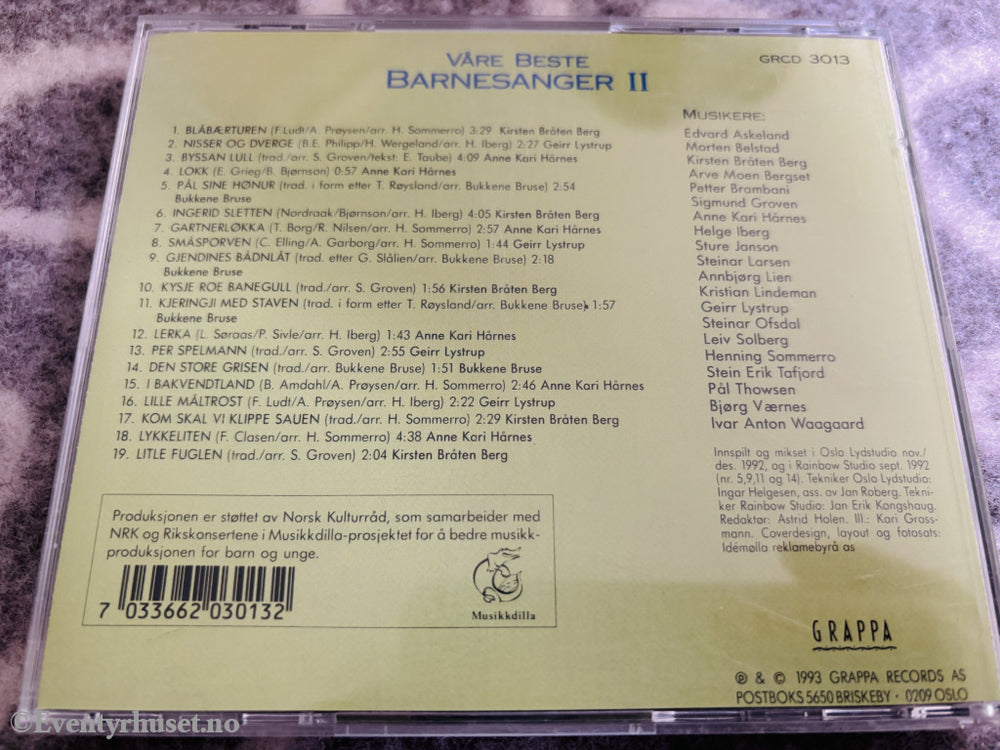 VÅRE BESTE
BARNESANGER II
GRCD 3013
1. BLÅBÆRTUREN (F.Ludt/A. Prøysen/arr. H. Sommerro) 3:29 Kirsten Bråten Berg
2. NISSER OG DVERGE (B.E. Philipp/H. Wergeland/arr. H. Iberg) 2:27 Geirr Lystrup
3. BYSSAN LULL (trad./arr. S. Groven/tekst: E. Taube) 4:09 Anne Kari Hårnes
4. LOKK (E. Grieg/B. Bjørnson) 0:57 Anne Kari Hårnes
5. PÅL SINE HØNUR (trad. i form etter T. Røysland/arr. Bukkene Bruse) 2:54
Bukkene Bruse
6. INGERID SLETTEN (Nordraak/Bjørnson/arr. H. Iberg) 4:05 Kirsten Bråten Berg
7. GARTNERLØKKA (T. Borg/R. Nilsen/arr. H. Sommerro) 2:57 Anne Kari Hårnes
8. SMÅSPORVEN (C. Elling/A. Garborg/arr. H. Sommerro) 1:44 Geirr Lystrup
9. GJENDINES BÅDNLÅT (trad. etter G. Slålien/arr. Bukkene Bruse) 2:18
Bukkene Bruse
10. KYSJE ROE BANEGULL (trad./arr. S. Groven) 1:56 Kirsten Bråten Berg
11. KJERINGJI MED STAVEN (trad. i form etter T. Røysland/arr. Bukkene Bruse) 1:57
Bukkene Bruse
12. LERKA (L. Søraas/P. Sivle/arr. H. Iberg) 1:43 Anne Kari Hårnes
13. PER SPELMANN (trad./arr. S. Groven) 2:55 Geirr Lystrup
14. DEN STORE GRISEN (trad./arr. Bukkene Bruse) 1:51 Bukkene Bruse
15. I BAKVENDTLAND (B. Amdahl/A. Prøysen/arr. H. Sommerro) 2:46 Anne Kari Hårnes
16. LILLE MÅLTROST (F. Ludt/A. Prøysen/arr. H. Iberg) 2:22 Geirr Lystrup
17. KOM SKAL VI KLIPPE SAUEN (trad./arr. H. Sommerro) 2:29 Kirsten Bråten Berg
18. LYKKELITEN (F. Clasen/arr. H. Sommerro) 4:38 Anne Kari Hårnes
19. LITLE FUGLEN (trad./arr. S. Groven) 2:04 Kirsten Bråten Berg
MUSIKERE:
Edvard Askeland
Morten Belstad
Kirsten Bråten Berg
Arve Moen Bergset
Petter Brambani
Sigmund Groven
Anne Kari Hårnes
Helge Iberg
Sture Janson
Steinar Larsen
Annbjørg Lien
Kristian Lindeman
Geirr Lystrup
Steinar Ofsdal
Leiv Solberg
Henning Sommerro
Stein Erik Tafjord
Pål Thowsen
Bjørg Værnes
Ivar Anton Waagaard
Innspilt og mikset i Oslo Lydstudio nov./
des. 1992, og i Rainbow Studio sept. 1992
(nr. 5,9,11 og 14). Tekniker Oslo Lydstudio:
Ingar Helgesen, ass. av Jan Roberg. Tekni-
ker Rainbow Studio: Jan Erik Kongshaug.
Redaktør: Astrid Holen. Ill.: Kari Gross-
mann. Coverdesign, layout og fotosats:
Idémølla reklamebyrå as
Produksjonen er støttet av Norsk Kulturråd, som samarbeider med
NRK og Rikskonsertene i Musikkdilla-prosjektet for å bedre musikk-
produksjonen for barn og unge.
7 033662 030132
Musikkdilla
GRAPPA
℗ & © 1993 GRAPPA RECORDS AS
POSTBOKS 5650 BRISKEBY · 0209 OSLO
©Eventyrhuset.no